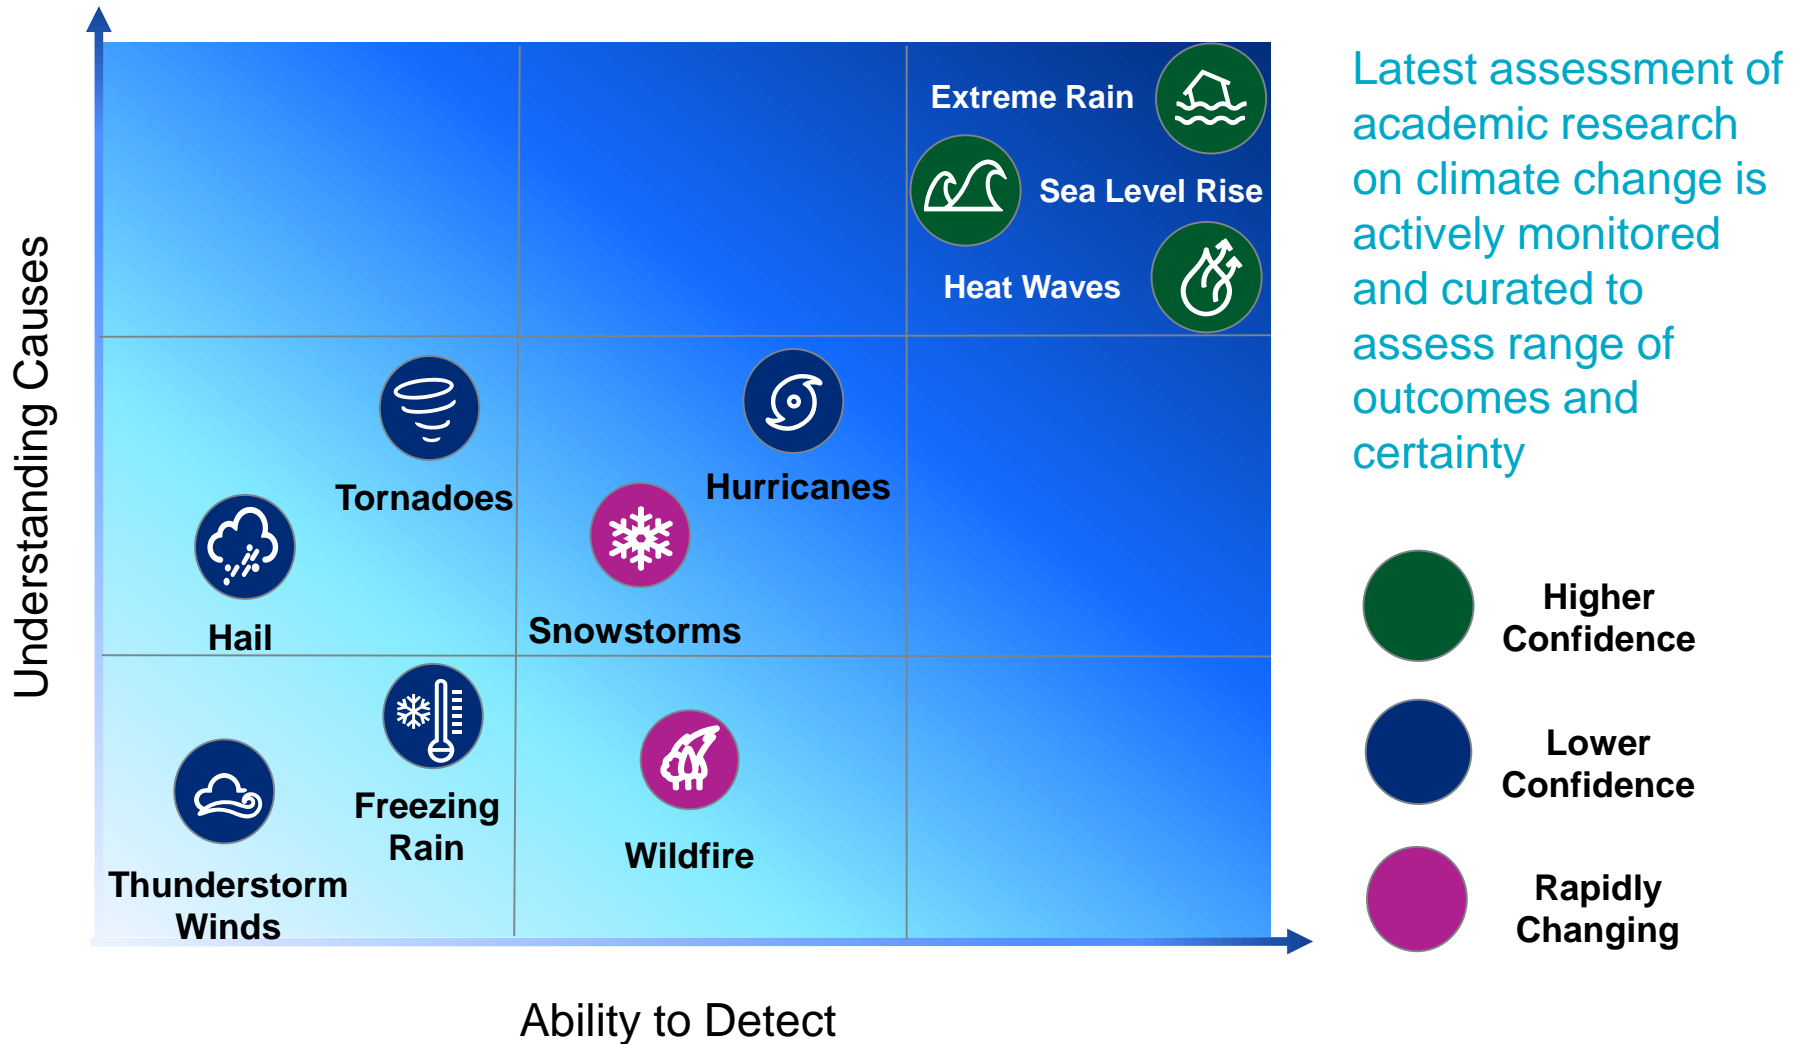 Understanding Causes
Extreme Rain
Sea Level Rise
Heat Waves
Tornadoes
Hurricanes
Hail
Snowstorms
Freezing
Rain
Wildfire
Thunderstorm
Winds
Ability to Detect
Latest assessment of
academic research
on climate change is
actively monitored
and curated to
assess range of
outcomes and
certainty
Higher
Confidence
Lower
Confidence
Rapidly
Changing